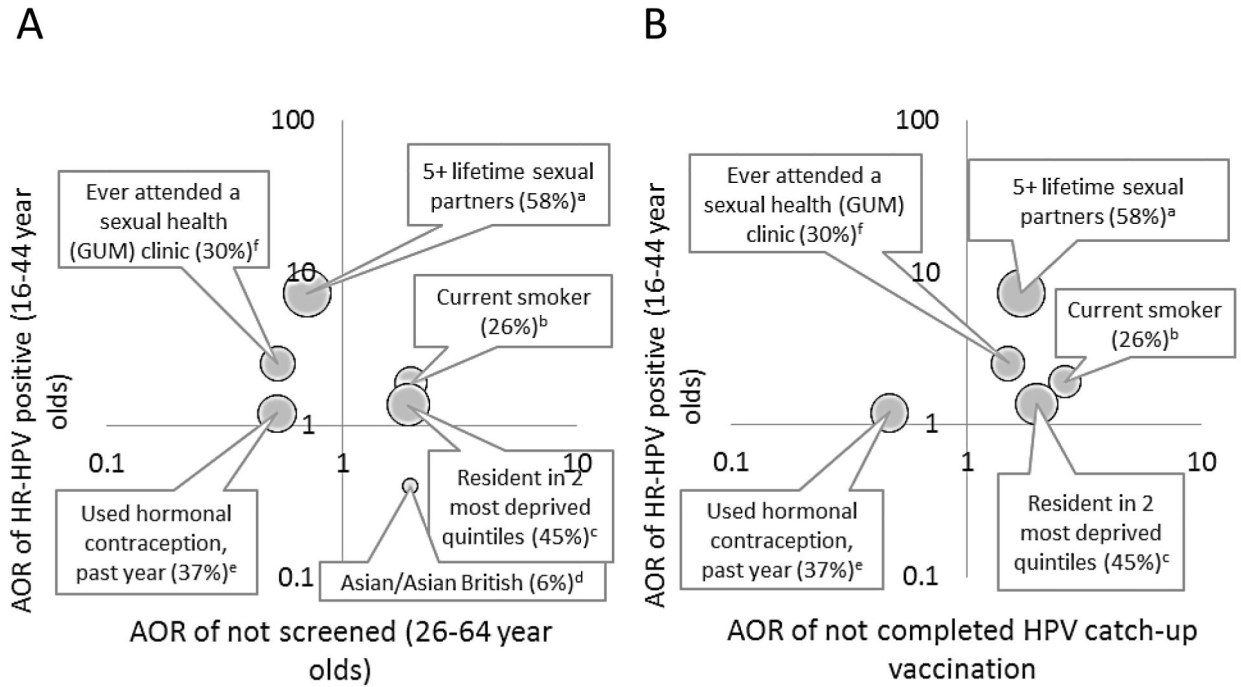 A
AOR of HR-HPV positive (16-44 year
olds)
100
10
1
0.1
0.1
1
10
Ever attended a
sexual health
(GUM) clinic (30%)f
5+ lifetime sexual
partners (58%)a
Current smoker
(26%)b
Used hormonal
contraception,
past year (37%)e
Resident in 2
most deprived
quintiles (45%)c
Asian/Asian British (6%)d
AOR of not screened (26-64 year
olds)
B
AOR of HR-HPV positive (16-44 year
olds)
100
10
1
0.1
0.1
1
10
Ever attended a
sexual health (GUM)
clinic (30%)f
5+ lifetime sexual
partners (58%)a
Current smoker
(26%)b
Used hormonal
contraception,
past year (37%)e
Resident in 2
most deprived
quintiles (45%)c
AOR of not completed HPV catch-up
vaccination